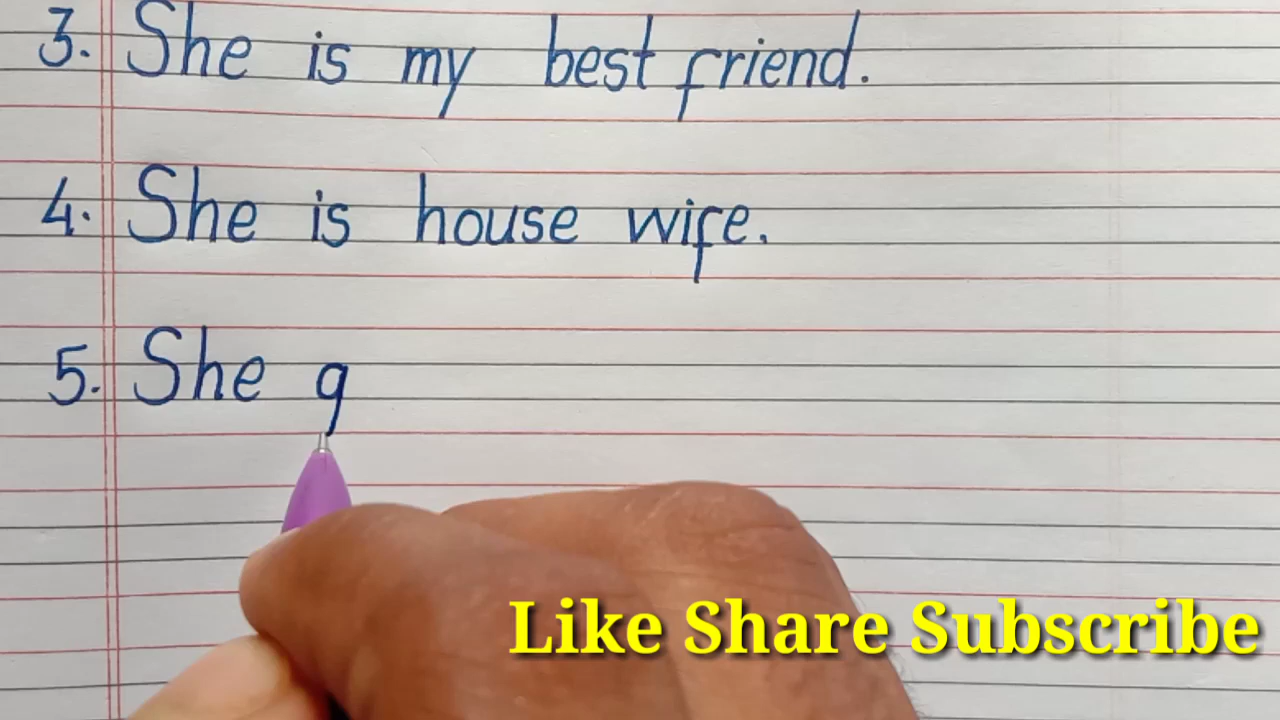 3. She is my best friend.
4. She is house wife.
5. She g
Like Share Subscribe